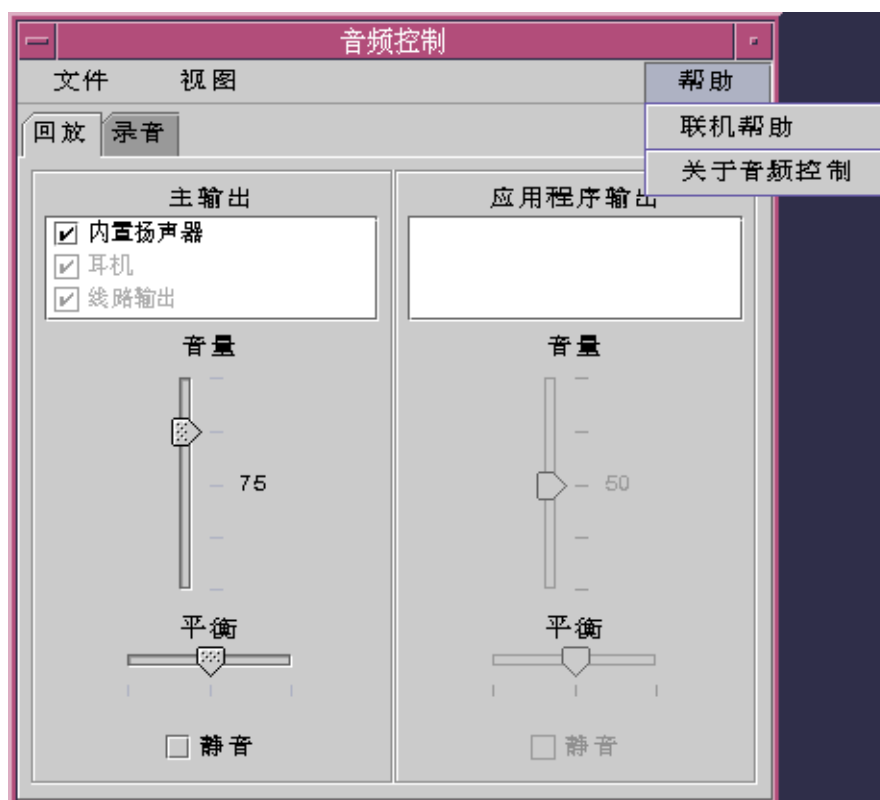 音频控制
文件 视图 帮助
联机帮助
关于音频控制
回放 录音
主输出
内置扬声器
耳机
线路输出
音量
75
平衡
静音
应用程序输出
音量
50
平衡
静音